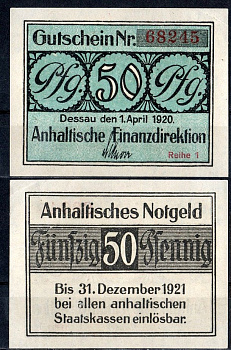 Gutschein Nr. 68245
Pfg. 50 Pfg.
Dessau den 1. April 1920.
Anhaltische Finanzdirektion
Reihe 1
Anhaltisches Notgeld
Fünfzig 50 Pfennig
Bis 31. Dezember 1921
bei allen anhaltischen
Staatskassen einlösbar.